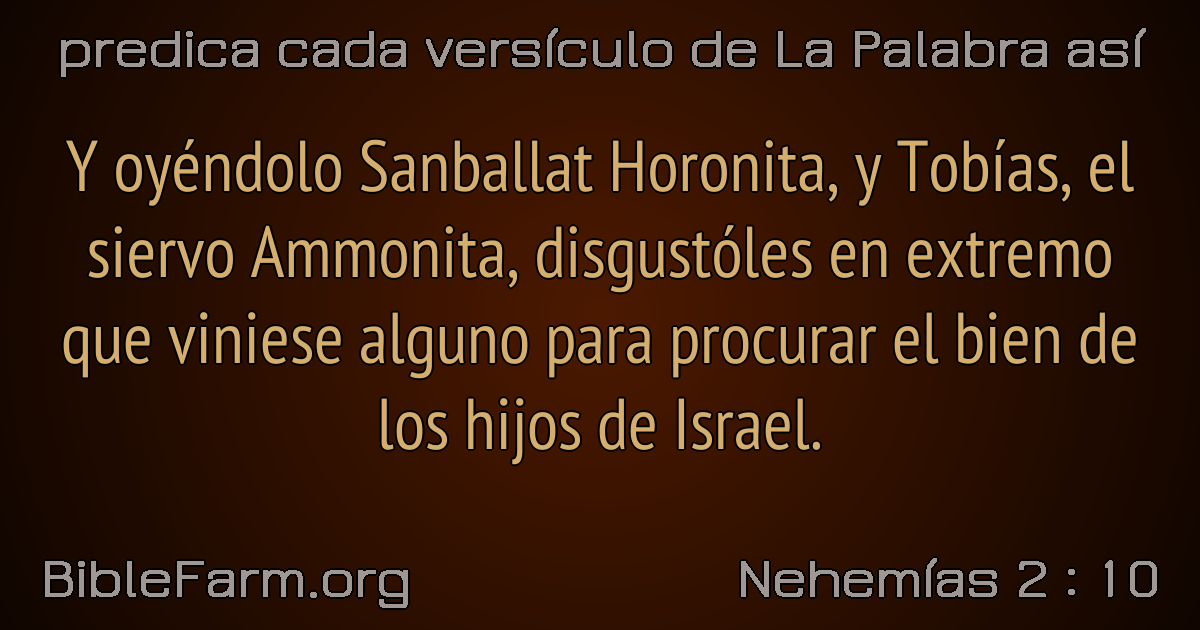 predica cada versículo de La Palabra así
Y oyéndolo Sanballat Horonita, y Tobías, el
siervo Ammonita, disgustóles en extremo
que viniese alguno para procurar el bien de
los hijos de Israel.
BibleFarm.org
Nehemías 2 : 10